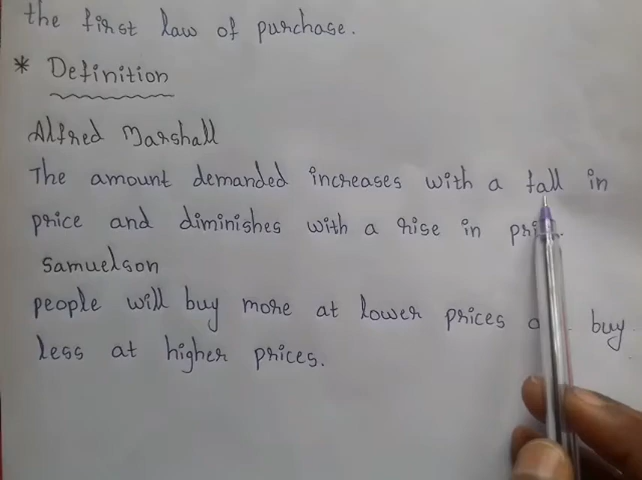 the first law of purchase.
* Definition
Alfred Marshall
The amount demanded increases with a fall in
price and diminishes with a rise in
Samuelson
people will buy more at lower prices buy
less at higher prices.